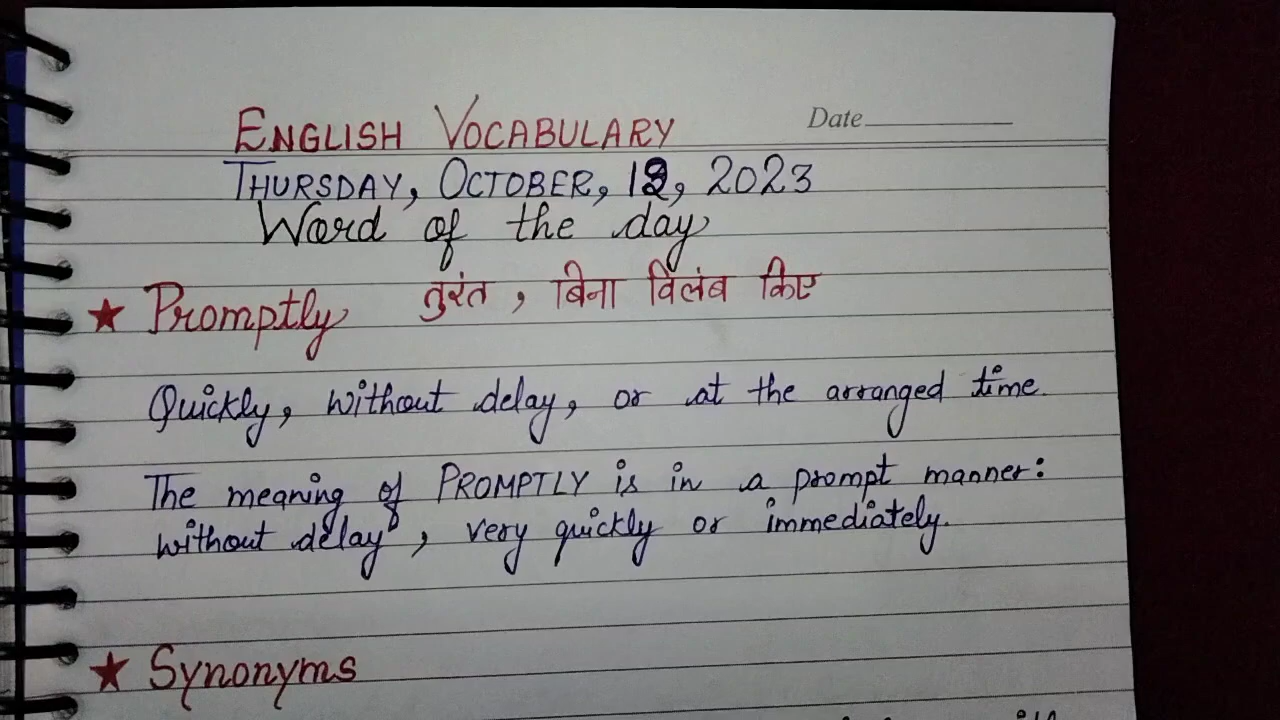 ENGLISH VOCABULARY
Date
THURSDAY, OCTOBER, 12, 2023
Word of the day
★ Promptly तुरंत , बिना विलंब किए
Quickly, without delay, or at the arranged time.
The meaning of PROMPTLY is in a prompt manner:
without delay, very quickly or immediately.
★ Synonyms